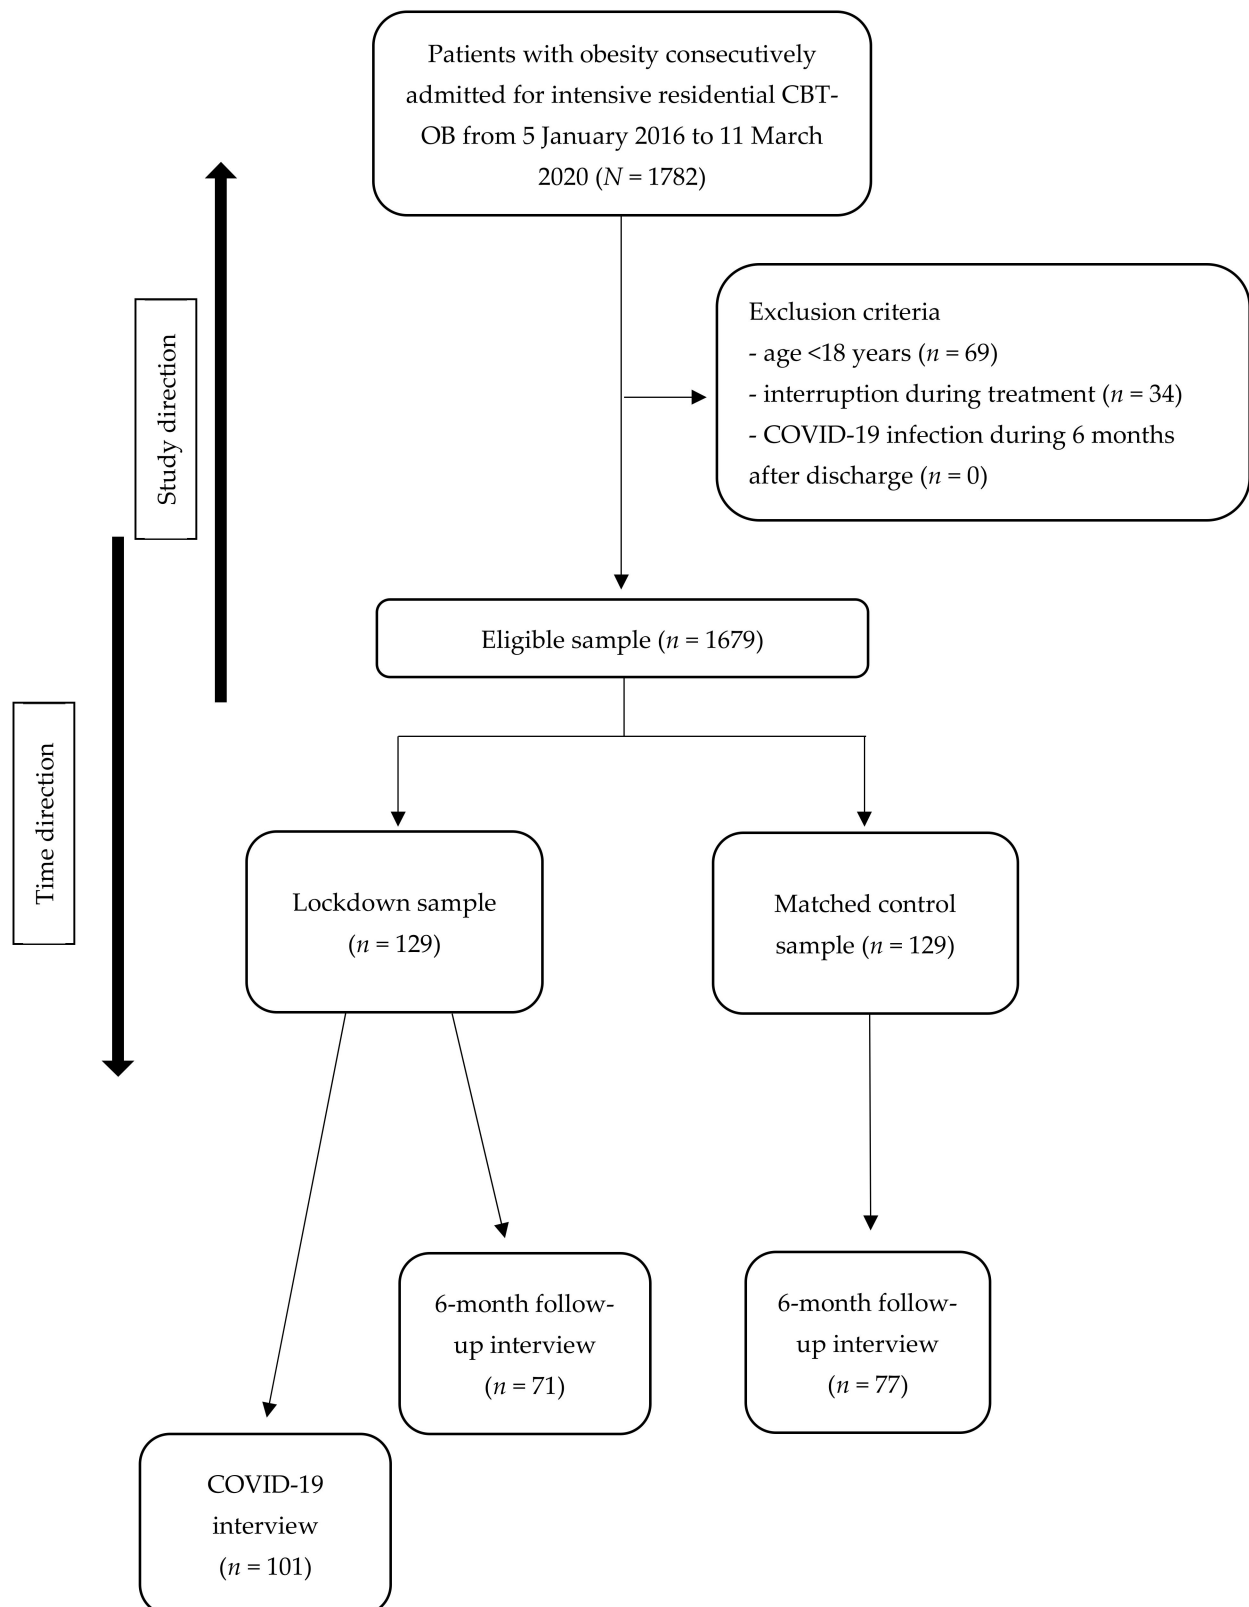 Patients with obesity consecutively
admitted for intensive residential CBT-
OB from 5 January 2016 to 11 March
2020 (N = 1782)
Exclusion criteria
- age <18 years (n = 69)
- interruption during treatment (n = 34)
- COVID-19 infection during 6 months
after discharge (n = 0)
Study direction
Eligible sample (n = 1679)
Time direction
Lockdown sample
(n = 129)
Matched control
sample (n = 129)
6-month follow-
up interview
(n = 71)
6-month follow-
up interview
(n = 77)
COVID-19
interview
(n = 101)